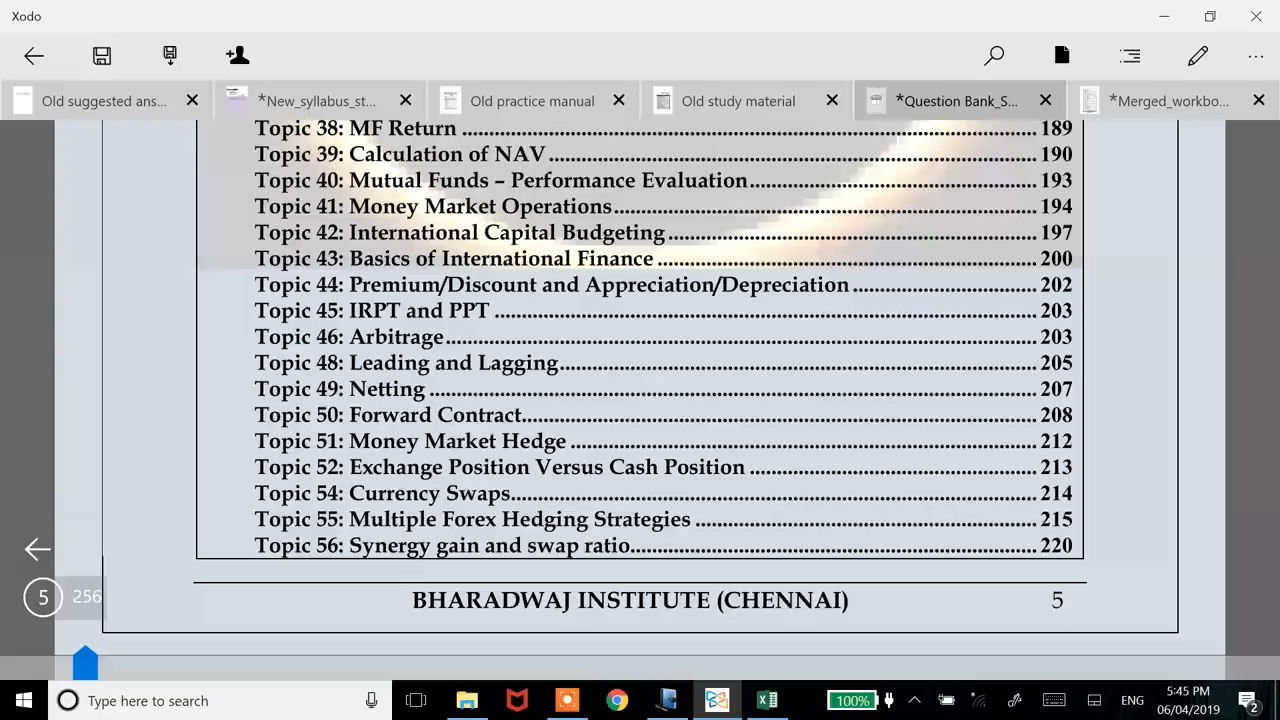 Xodo
Old suggested ans...
*New_syllabus_st...
Old practice manual
Old study material
*Question Bank_S...
*Merged_workbo...
Topic 38: MF Return ........ 189
Topic 39: Calculation of NAV ........ 190
Topic 40: Mutual Funds – Performance Evaluation ........ 193
Topic 41: Money Market Operations ........ 194
Topic 42: International Capital Budgeting ........ 197
Topic 43: Basics of International Finance ........ 200
Topic 44: Premium/Discount and Appreciation/Depreciation ........ 202
Topic 45: IRPT and PPT ........ 203
Topic 46: Arbitrage ........ 203
Topic 48: Leading and Lagging ........ 205
Topic 49: Netting ........ 207
Topic 50: Forward Contract ........ 208
Topic 51: Money Market Hedge ........ 212
Topic 52: Exchange Position Versus Cash Position ........ 213
Topic 54: Currency Swaps ........ 214
Topic 55: Multiple Forex Hedging Strategies ........ 215
Topic 56: Synergy gain and swap ratio ........ 220
5 256
BHARADWAJ INSTITUTE (CHENNAI) 5
Type here to search
100%
ENG
5:45 PM
06/04/2019
2